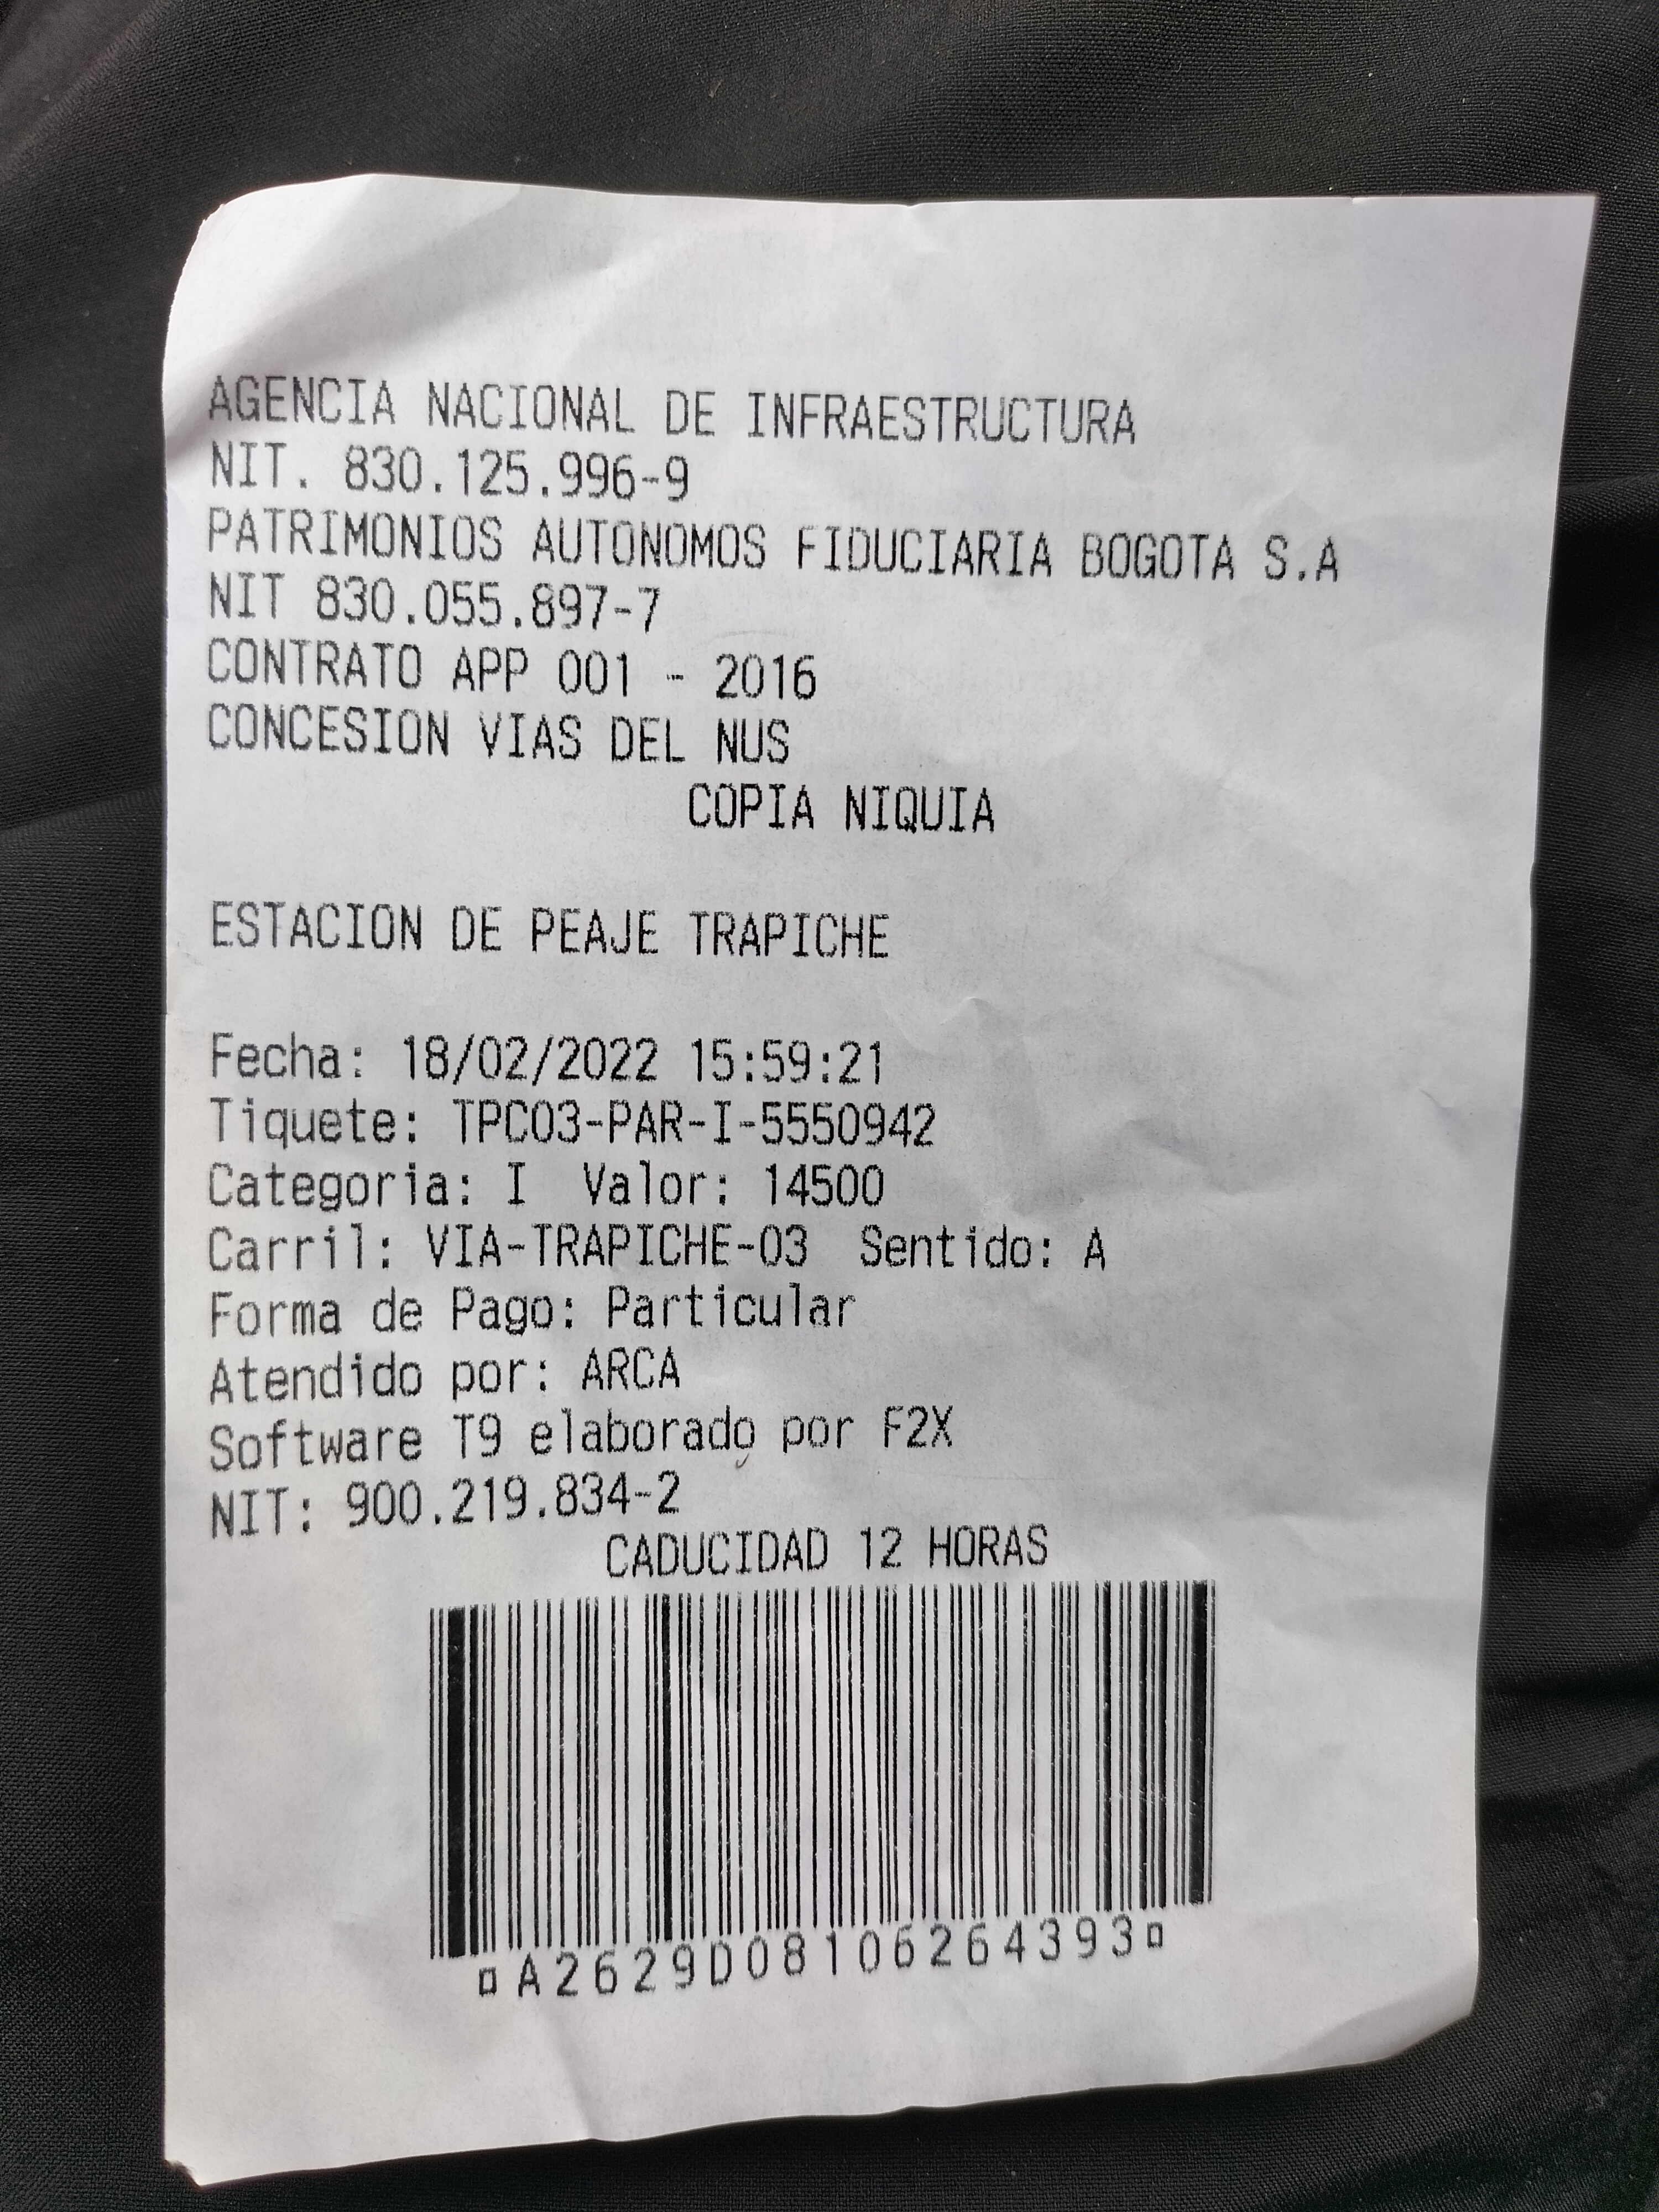 AGENCIA NACIONAL DE INFRAESTRUCTURA
NIT. 830.125.996-9
PATRIMONIOS AUTONOMOS FIDUCIARIA BOGOTA S.A
NIT 830.055.897-7
CONTRATO APP 001 - 2016
CONCESION VIAS DEL NUS
COPIA NIQUIA
ESTACION DE PEAJE TRAPICHE
Fecha: 18/02/2022 15:59:21
Tiquete: TPC03-PAR-I-5550942
Categoria: I Valor: 14500
Carril: VIA-TRAPICHE-03 Sentido: A
Forma de Pago: Particular
Atendido por: ARCA
Software T9 elaborado por F2X
NIT: 900.219.834-2
CADUCIDAD 12 HORAS
¤A2629D08106264393¤